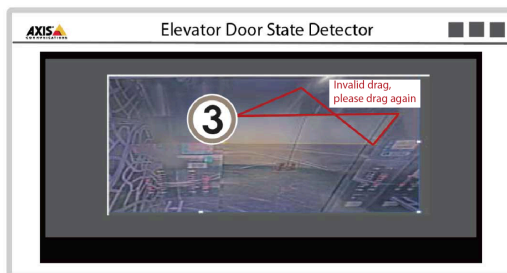 AXIS
COMMUNICATIONS
Elevator Door State Detector
Invalid drag,
please drag again
3